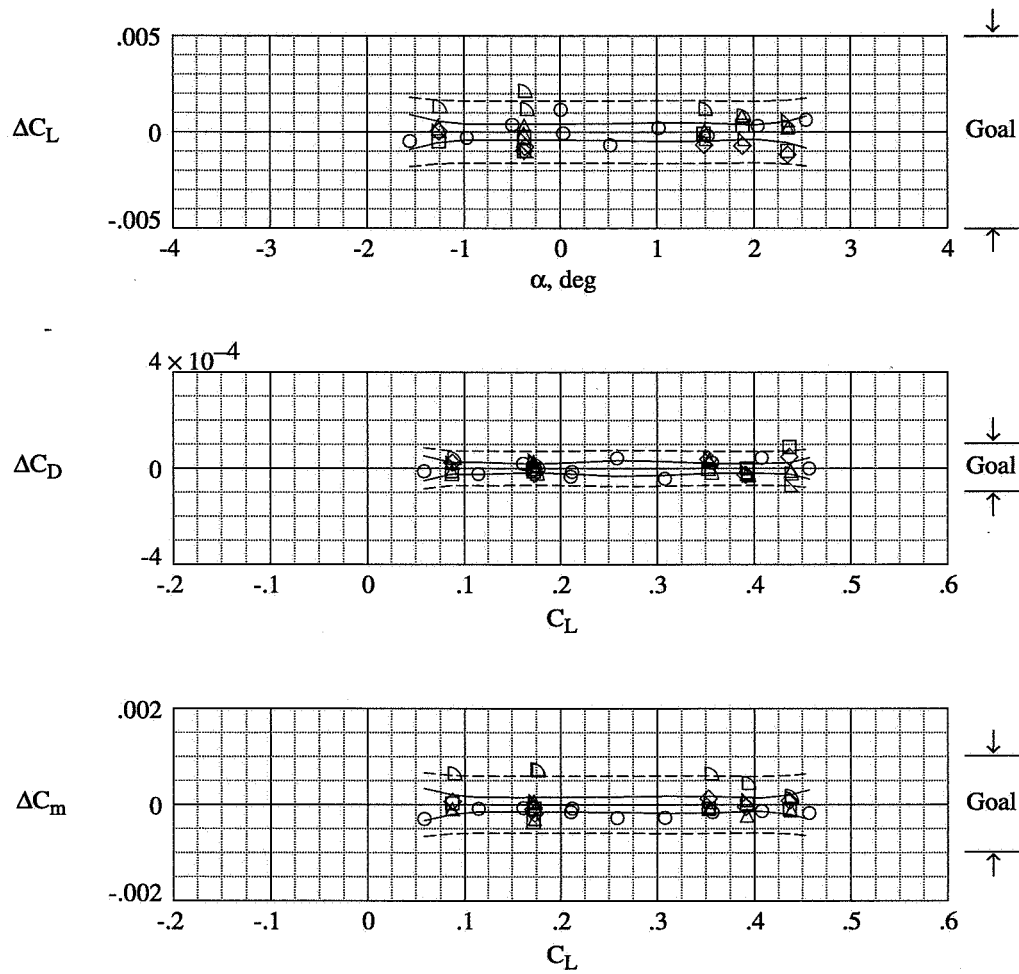 .005
ΔC_L
0
Goal
-.005
-4 -3 -2 -1 0 1 2 3 4
α, deg
4 × 10⁻⁴
ΔC_D
0
Goal
-4
-.2 -.1 0 .1 .2 .3 .4 .5 .6
C_L
.002
ΔC_m
0
Goal
-.002
-.2 -.1 0 .1 .2 .3 .4 .5 .6
C_L